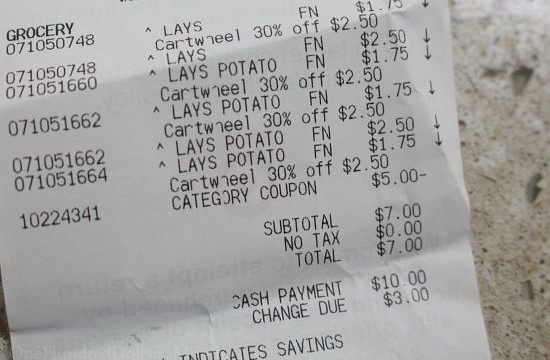 GROCERY
071050748 ^ LAYS FN $1.75 ↓
Cartwheel 30% off $2.50
071050748 ^ LAYS FN $2.50 ↓
071051660 ^ LAYS POTATO FN $1.75 ↓
Cartwheel 30% off $2.50
071051662 ^ LAYS POTATO FN $1.75 ↓
Cartwheel 30% off $2.50
071051662 ^ LAYS POTATO FN $2.50 ↓
071051664 ^ LAYS POTATO FN $1.75 ↓
Cartwheel 30% off $2.50
10224341 CATEGORY COUPON $5.00-
SUBTOTAL $7.00
NO TAX $0.00
TOTAL $7.00
CASH PAYMENT $10.00
CHANGE DUE $3.00
INDICATES SAVINGS